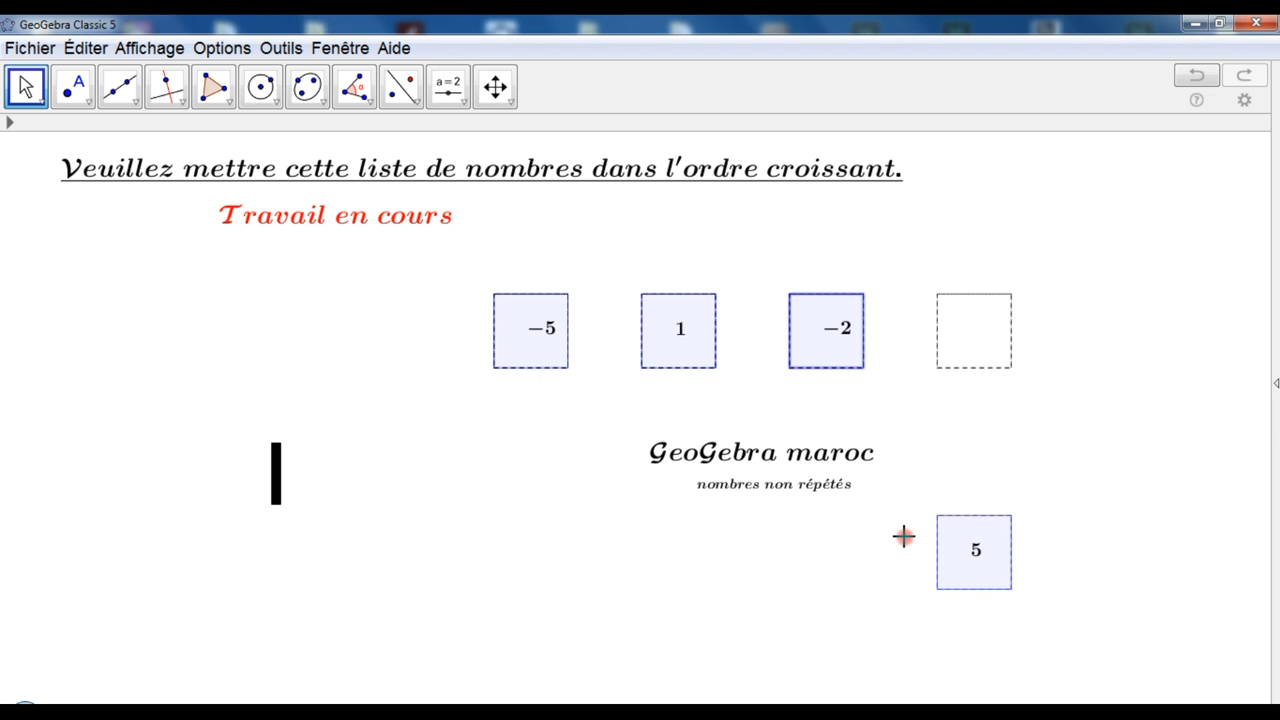 GeoGebra Classic 5
Fichier Éditer Affichage Options Outils Fenêtre Aide
A
α
a=2
Veuillez mettre cette liste de nombres dans l'ordre croissant.
Travail en cours
−5 1 −2
GeoGebra maroc
nombres non répétés
5